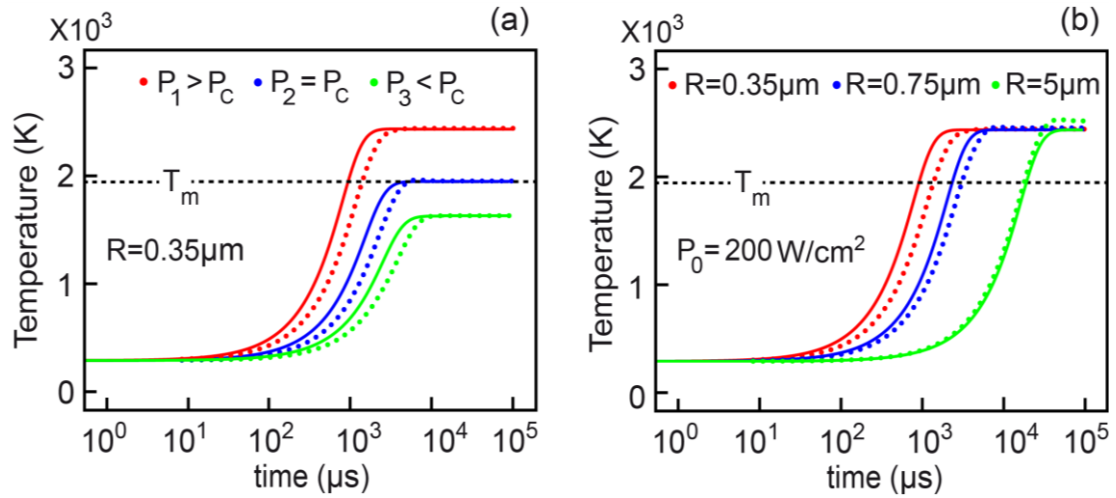 X10³ (a)
3
P₁ > P_C P₂ = P_C P₃ < P_C
2
T_m
R=0.35μm
1
0
Temperature (K)
10⁰ 10¹ 10² 10³ 10⁴ 10⁵
time (μs)
X10³ (b)
3
R=0.35μm R=0.75μm R=5μm
2
T_m
P₀ = 200 W/cm²
1
0
Temperature (K)
10⁰ 10¹ 10² 10³ 10⁴ 10⁵
time (μs)